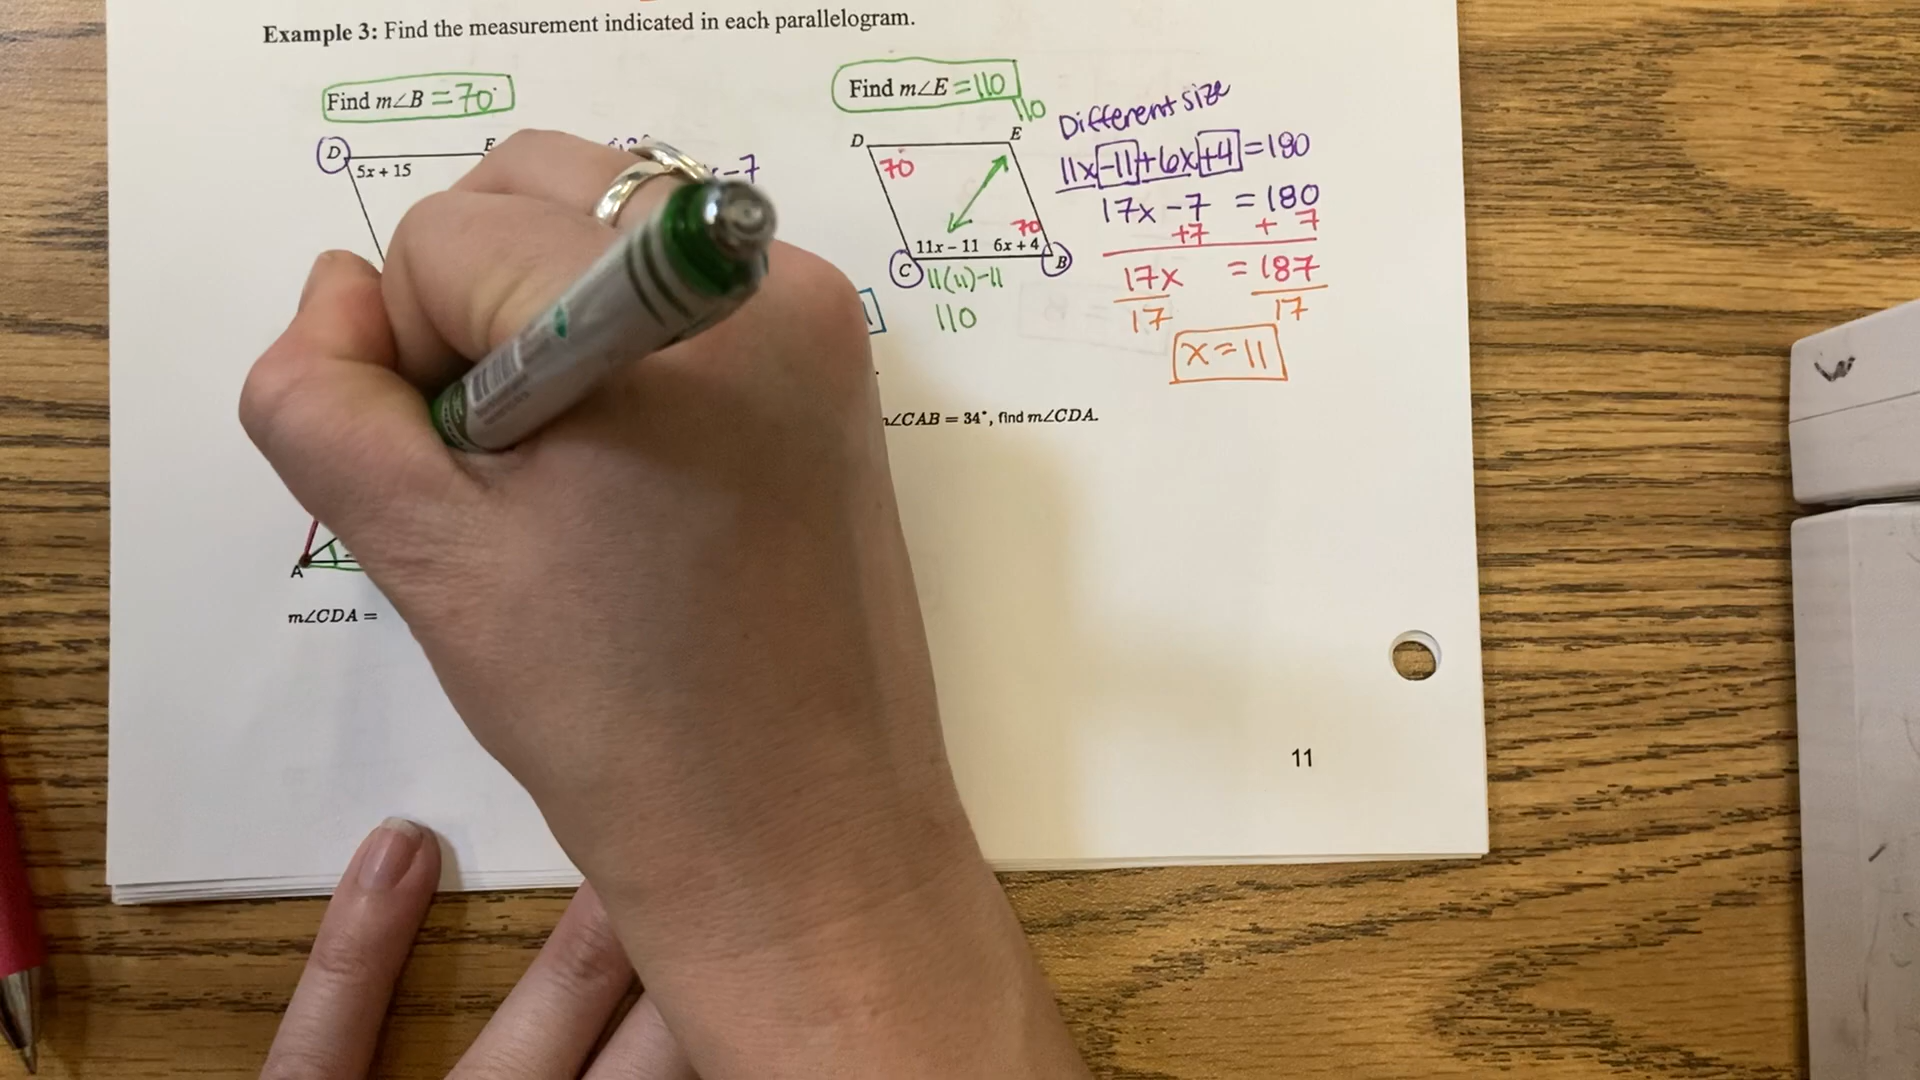 Example 3: Find the measurement indicated in each parallelogram.
Find m∠B = 70°
D E
5x + 15
x - 7
Find m∠E = 110
110
D E
70
70
11x - 11 6x + 4
C B
11(11)-11
110
Different size
11x-11+6x+4=180
17x - 7 = 180
+7 + 7
17x = 187
17 17
x = 11
∠CAB = 34°, find m∠CDA.
A
m∠CDA =
11